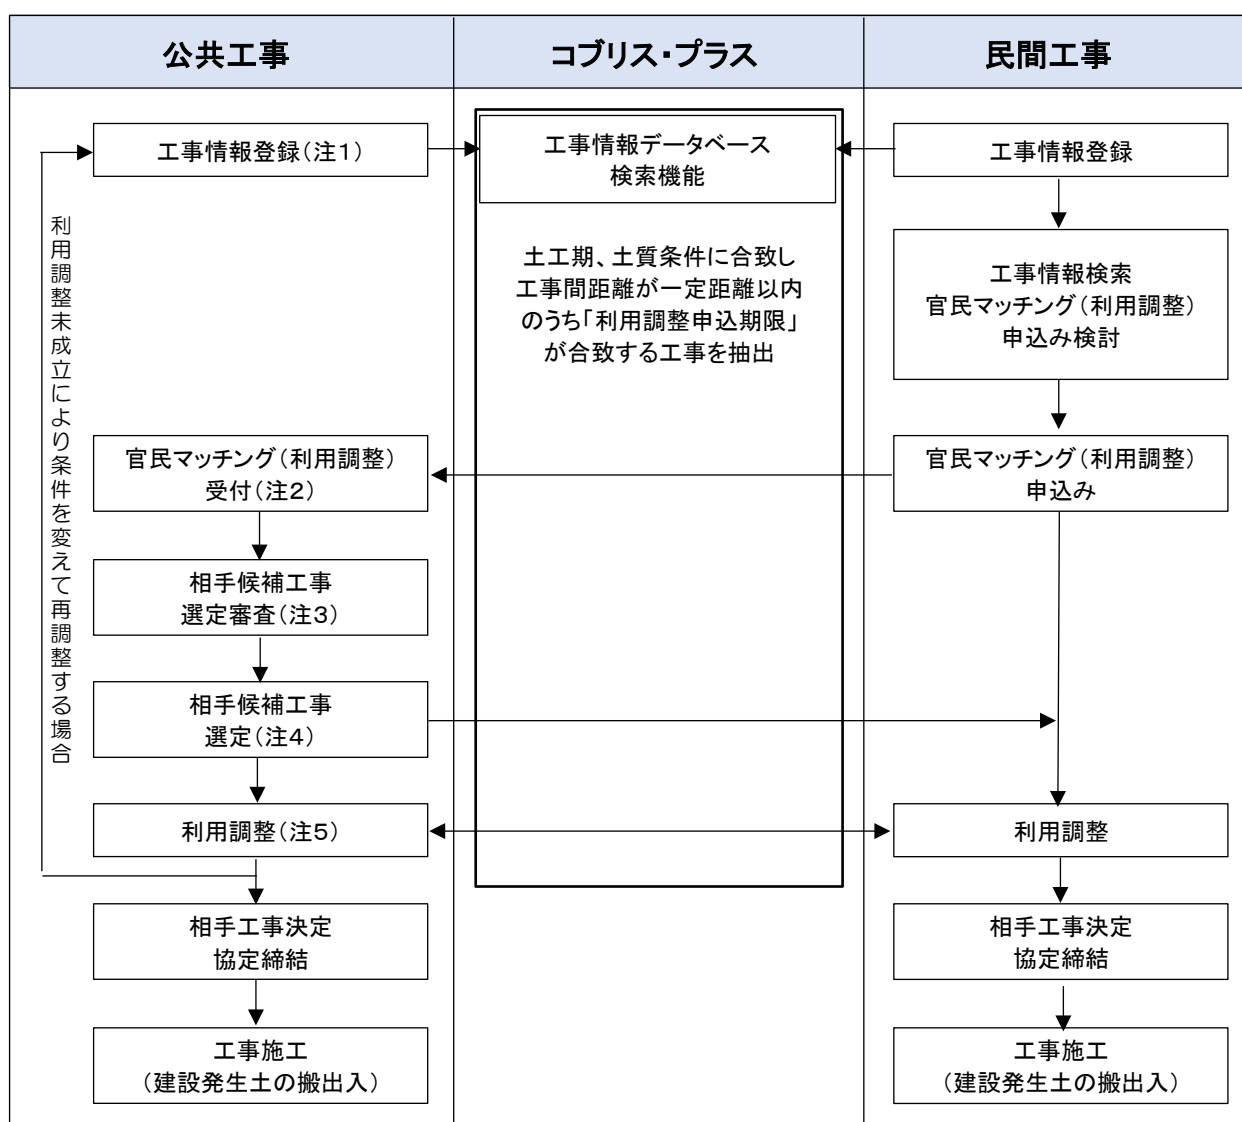 公共工事
コブリス・プラス
民間工事
工事情報登録(注1)
工事情報データベース
検索機能
工事情報登録
利用調整未成立により条件を変えて再調整する場合
土工期、土質条件に合致し
工事間距離が一定距離以内
のうち「利用調整申込期限」
が合致する工事を抽出
工事情報検索
官民マッチング(利用調整)
申込み検討
官民マッチング(利用調整)
受付(注2)
官民マッチング(利用調整)
申込み
相手候補工事
選定審査(注3)
相手候補工事
選定(注4)
利用調整(注5)
利用調整
相手工事決定
協定締結
相手工事決定
協定締結
工事施工
(建設発生土の搬出入)
工事施工
(建設発生土の搬出入)